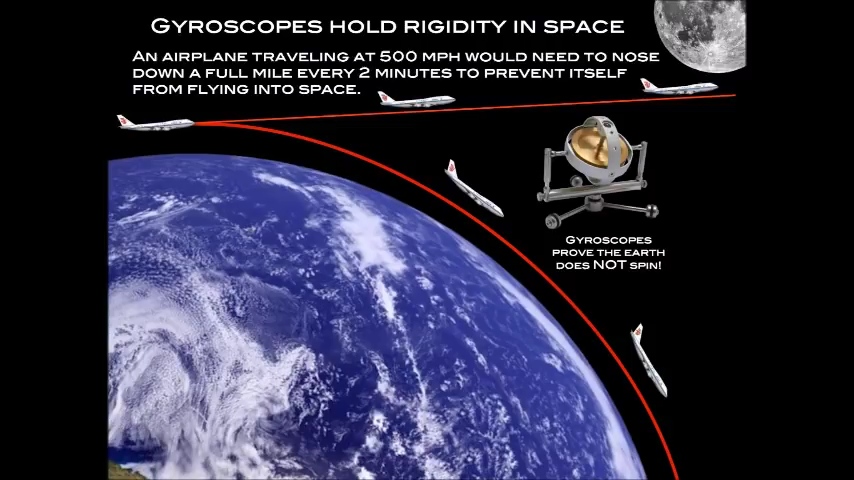 Gyroscopes hold rigidity in space
An airplane traveling at 500 mph would need to nose
down a full mile every 2 minutes to prevent itself
from flying into space.
Gyroscopes
prove the earth
does NOT spin!